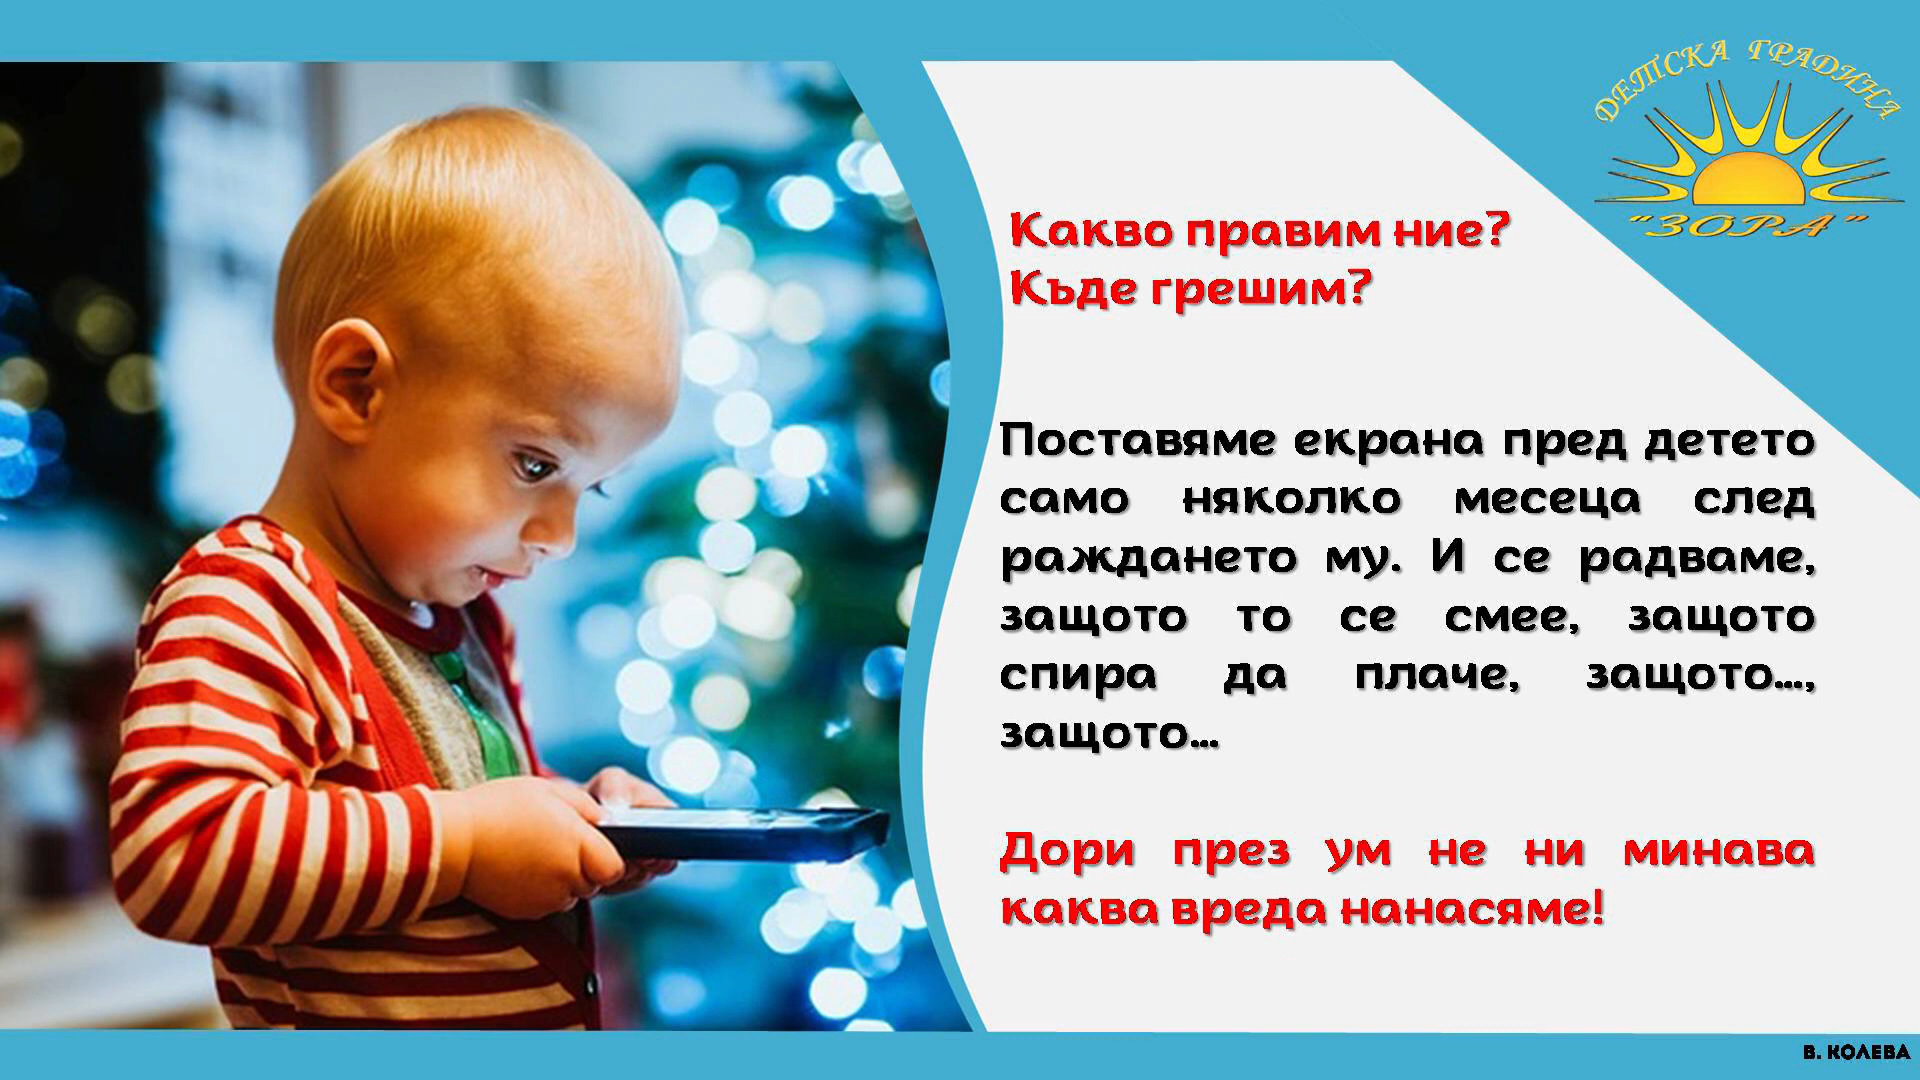 ДЕТСКА ГРАДИНА
"ЗОРА"
Какво правим ние?
Къде грешим?
Поставяме екрана пред детето
само няколко месеца след
раждането му. И се радваме,
защото то се смее, защото
спира да плаче, защото...,
защото...
Дори през ум не ни минава
каква вреда нанасяме!
В. КОЛЕВА